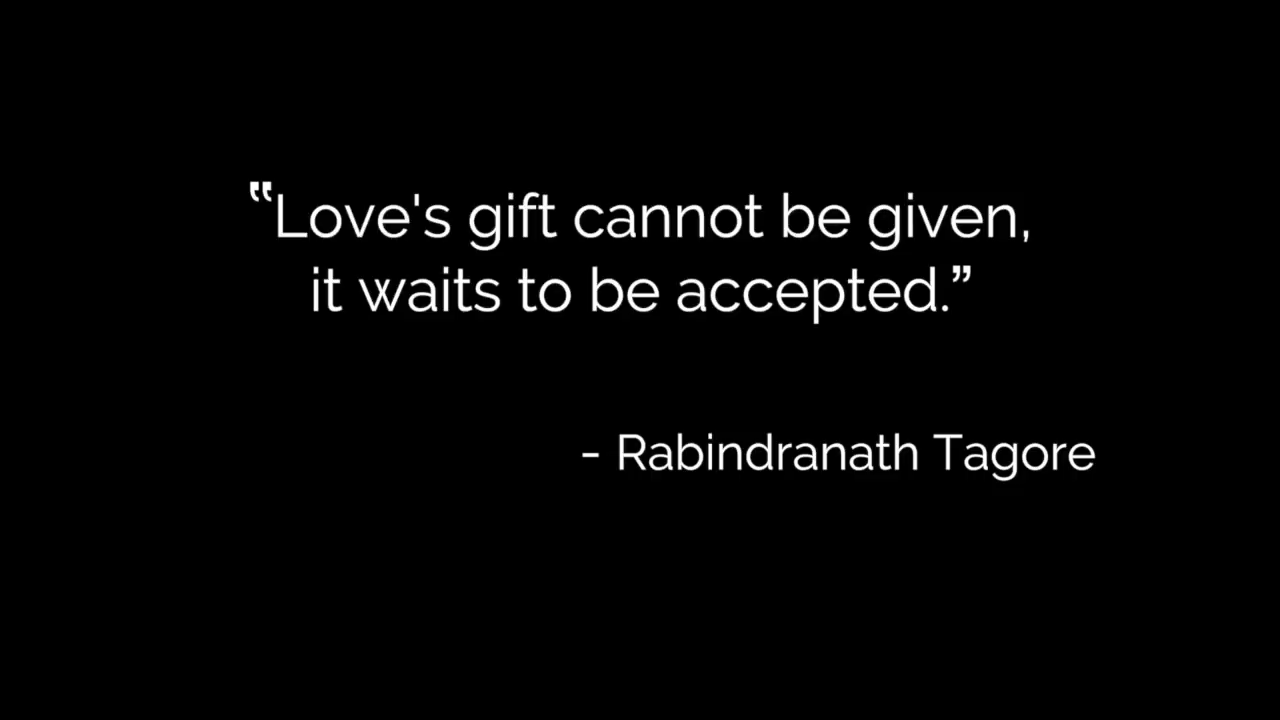 “Love's gift cannot be given,
it waits to be accepted.”
- Rabindranath Tagore